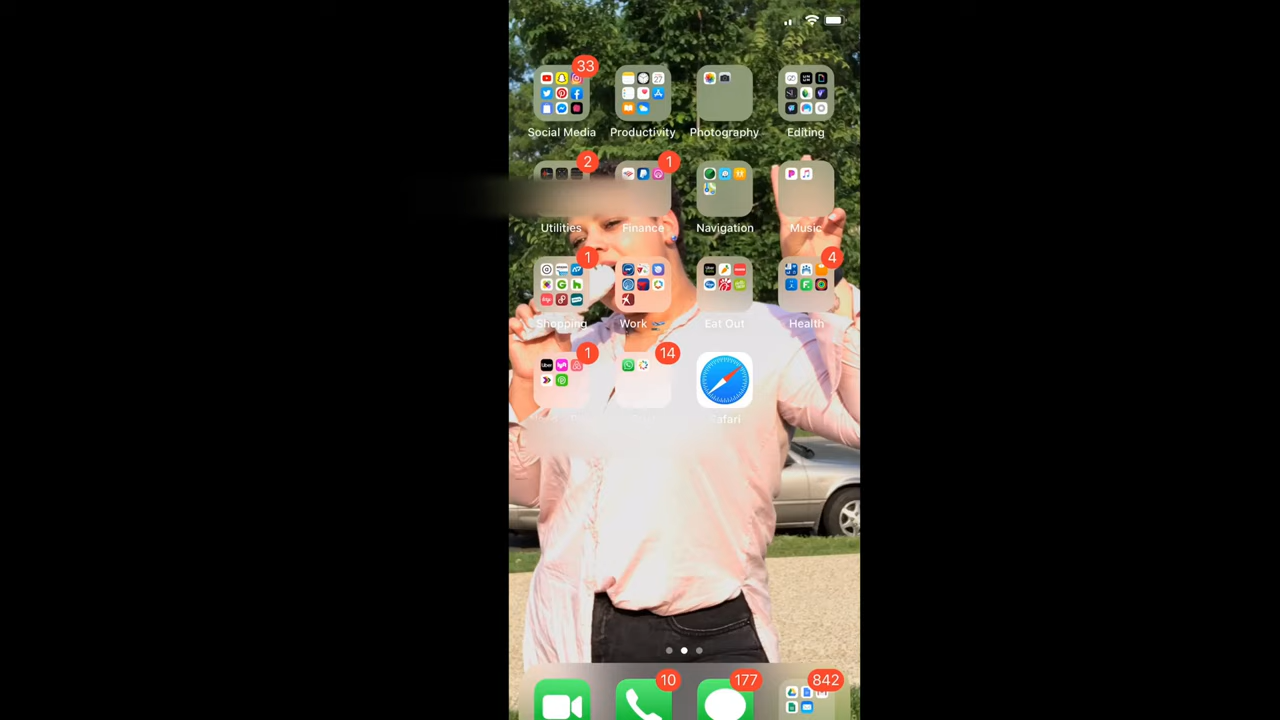 33
Social Media Productivity Photography Editing
2 1
Utilities Finance Navigation Music
1 4
Shopping Work Eat Out Health
1 14
Safari
10 177 842